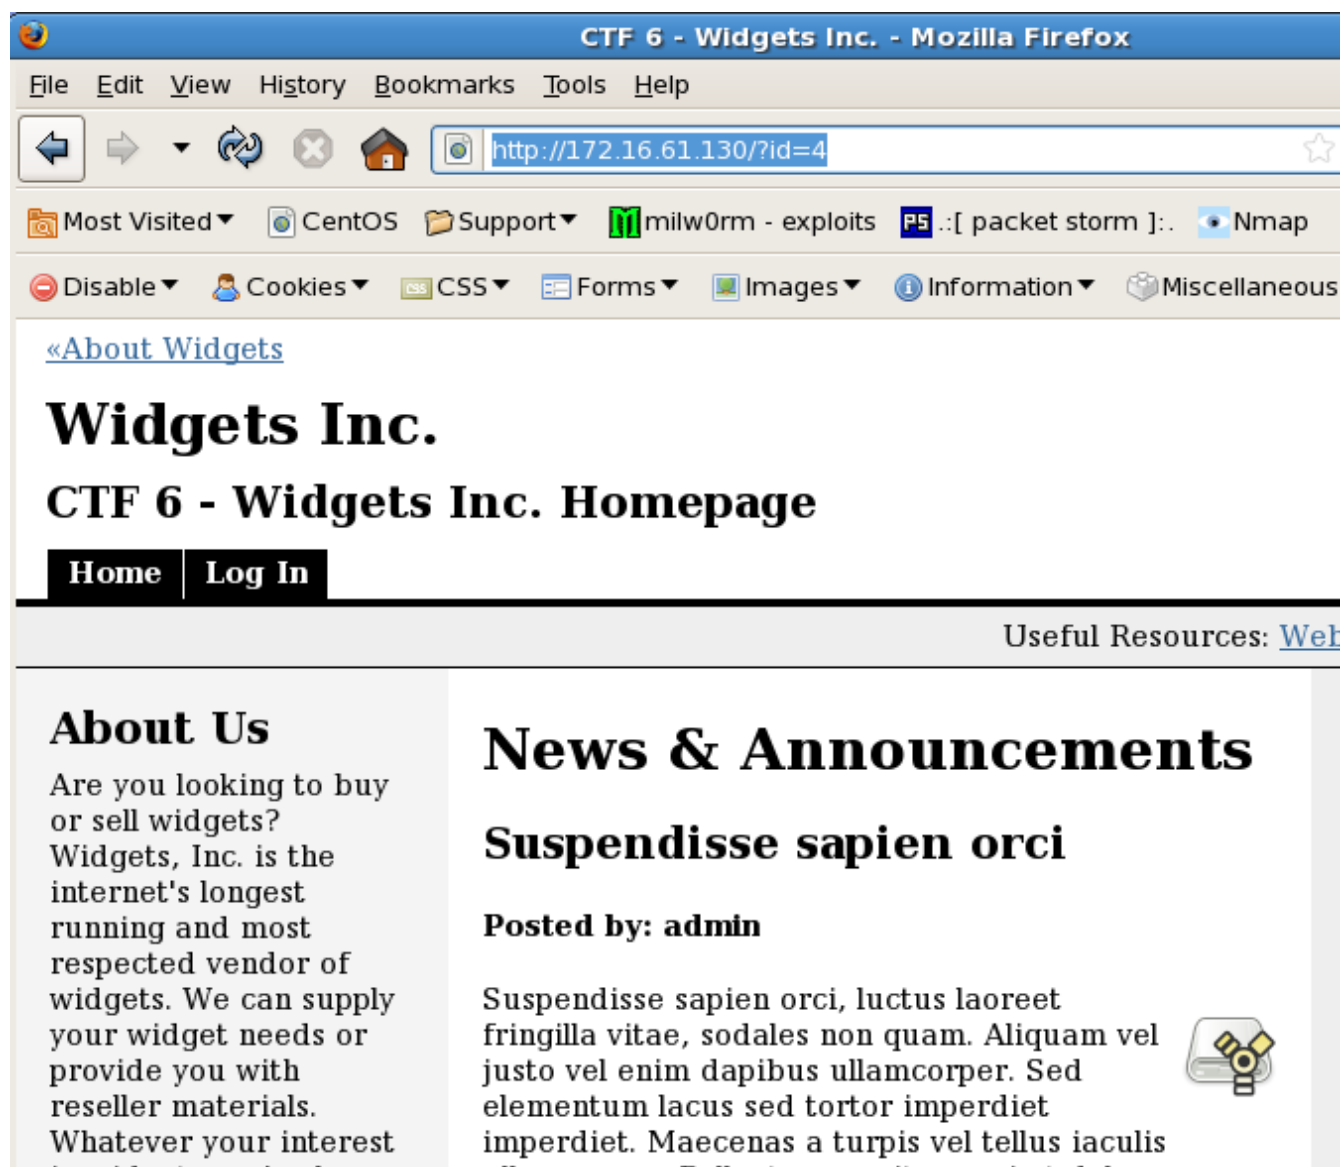 CTF 6 - Widgets Inc. - Mozilla Firefox
File Edit View History Bookmarks Tools Help
http://172.16.61.130/?id=4
Most Visited CentOS Support milw0rm - exploits PS .:[ packet storm ]:. Nmap
Disable Cookies CSS CSS Forms Images Information Miscellaneous
«About Widgets
Widgets Inc.
CTF 6 - Widgets Inc. Homepage
Home Log In
Useful Resources: Web
About Us
Are you looking to buy
or sell widgets?
Widgets, Inc. is the
internet's longest
running and most
respected vendor of
widgets. We can supply
your widget needs or
provide you with
reseller materials.
Whatever your interest
News & Announcements
Suspendisse sapien orci
Posted by: admin
Suspendisse sapien orci, luctus laoreet
fringilla vitae, sodales non quam. Aliquam vel
justo vel enim dapibus ullamcorper. Sed
elementum lacus sed tortor imperdiet
imperdiet. Maecenas a turpis vel tellus iaculis